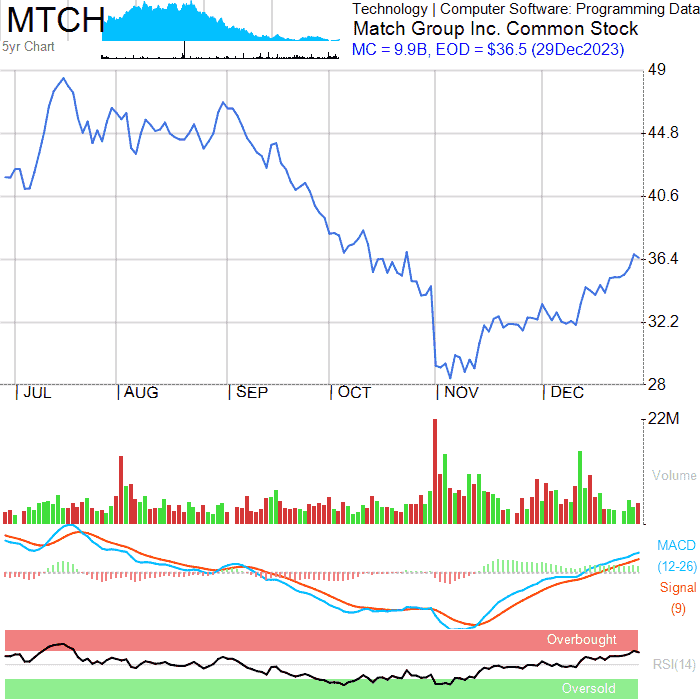 MTCH
5yr Chart
Technology | Computer Software: Programming Data
Match Group Inc. Common Stock
MC = 9.9B, EOD = $36.5 (29Dec2023)
49
44.8
40.6
36.4
32.2
28
JUL AUG SEP OCT NOV DEC
22M
Volume
MACD
(12-26)
Signal
(9)
Overbought
RSI(14)
Oversold